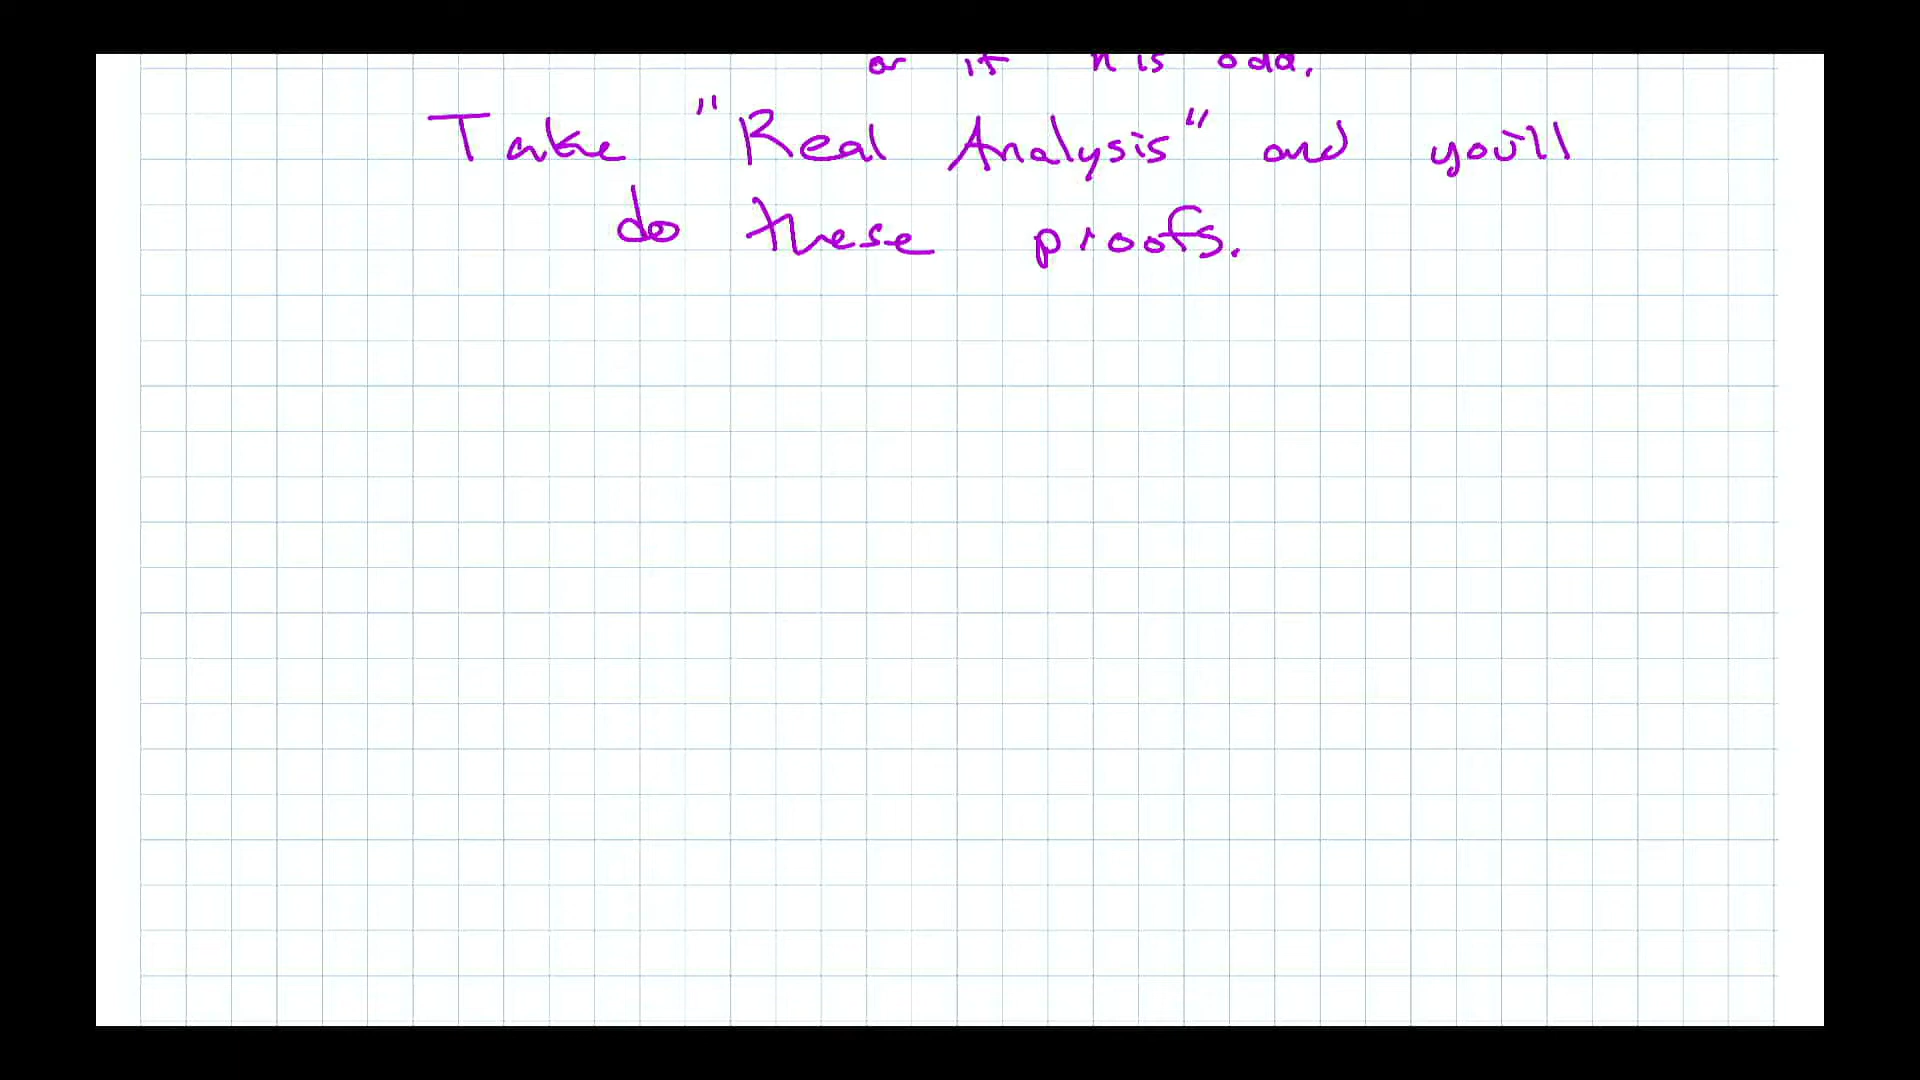 or if n is odd.
Take "Real Analysis" and you'll
do these proofs.